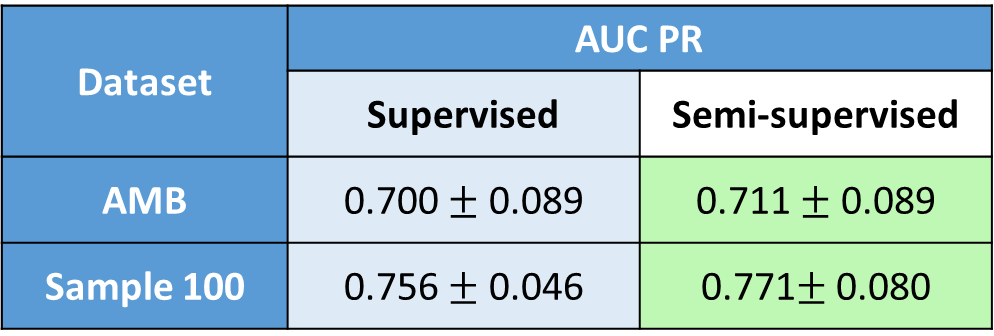 Dataset
AUC PR
Supervised
Semi-supervised
AMB
0.700 ± 0.089
0.711 ± 0.089
Sample 100
0.756 ± 0.046
0.771± 0.080